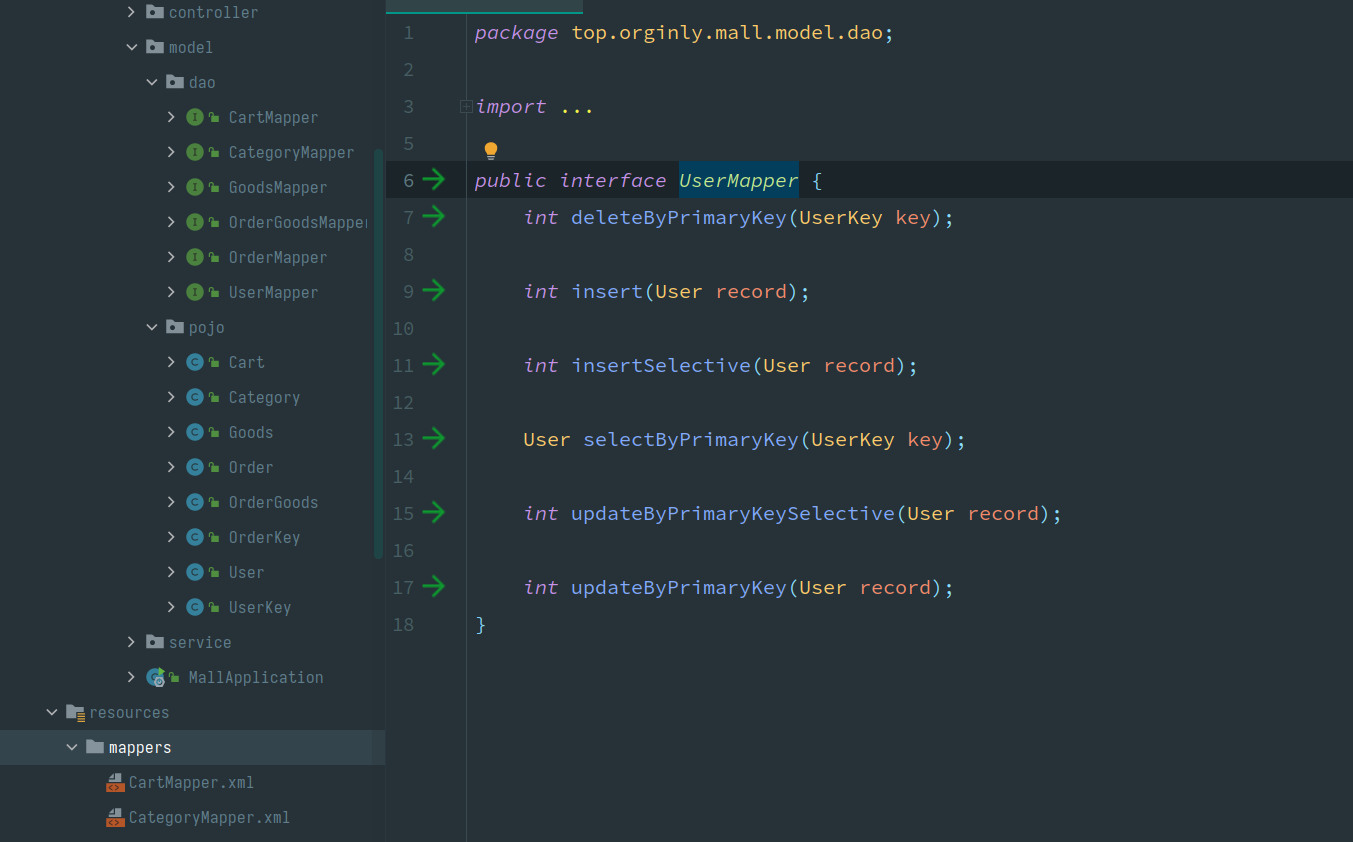 controller
model
dao
CartMapper
CategoryMapper
GoodsMapper
OrderGoodsMapper
OrderMapper
UserMapper
pojo
Cart
Category
Goods
Order
OrderGoods
OrderKey
User
UserKey
service
MallApplication
resources
mappers
CartMapper.xml
CategoryMapper.xml
1 package top.orginly.mall.model.dao;
2
3 import ...
5
6 public interface UserMapper {
7 int deleteByPrimaryKey(UserKey key);
8
9 int insert(User record);
10
11 int insertSelective(User record);
12
13 User selectByPrimaryKey(UserKey key);
14
15 int updateByPrimaryKeySelective(User record);
16
17 int updateByPrimaryKey(User record);
18 }